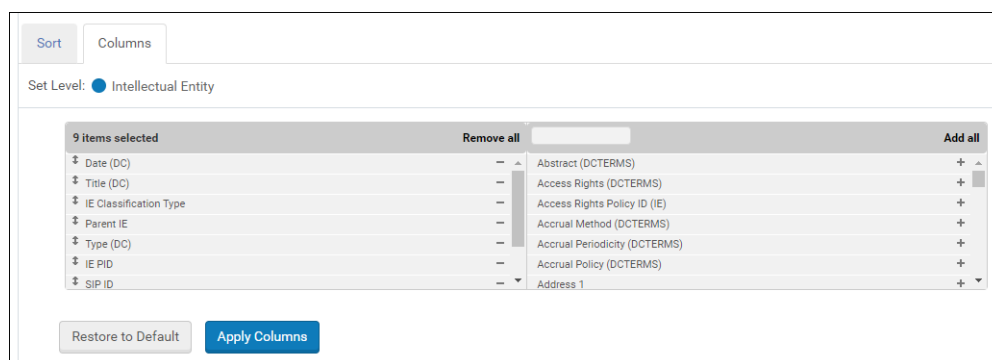 Sort Columns
Set Level: Intellectual Entity
9 items selected Remove all Add all
Date (DC) Abstract (DCTERMS)
Title (DC) Access Rights (DCTERMS)
IE Classification Type Access Rights Policy ID (IE)
Parent IE Accrual Method (DCTERMS)
Type (DC) Accrual Periodicity (DCTERMS)
IE PID Accrual Policy (DCTERMS)
SIP ID Address 1
Restore to Default Apply Columns